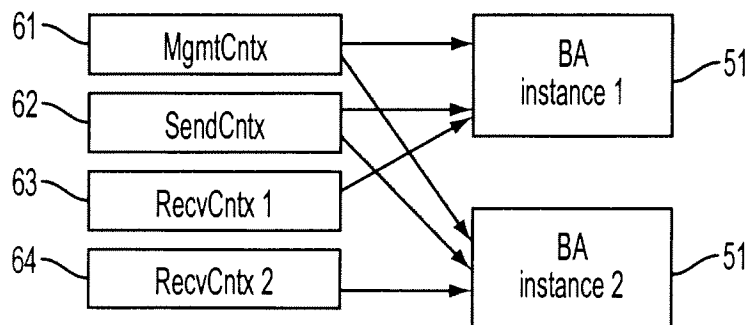 61
MgmtCntx
62
SendCntx
63
RecvCntx 1
64
RecvCntx 2
BA
instance 1
51
BA
instance 2
51